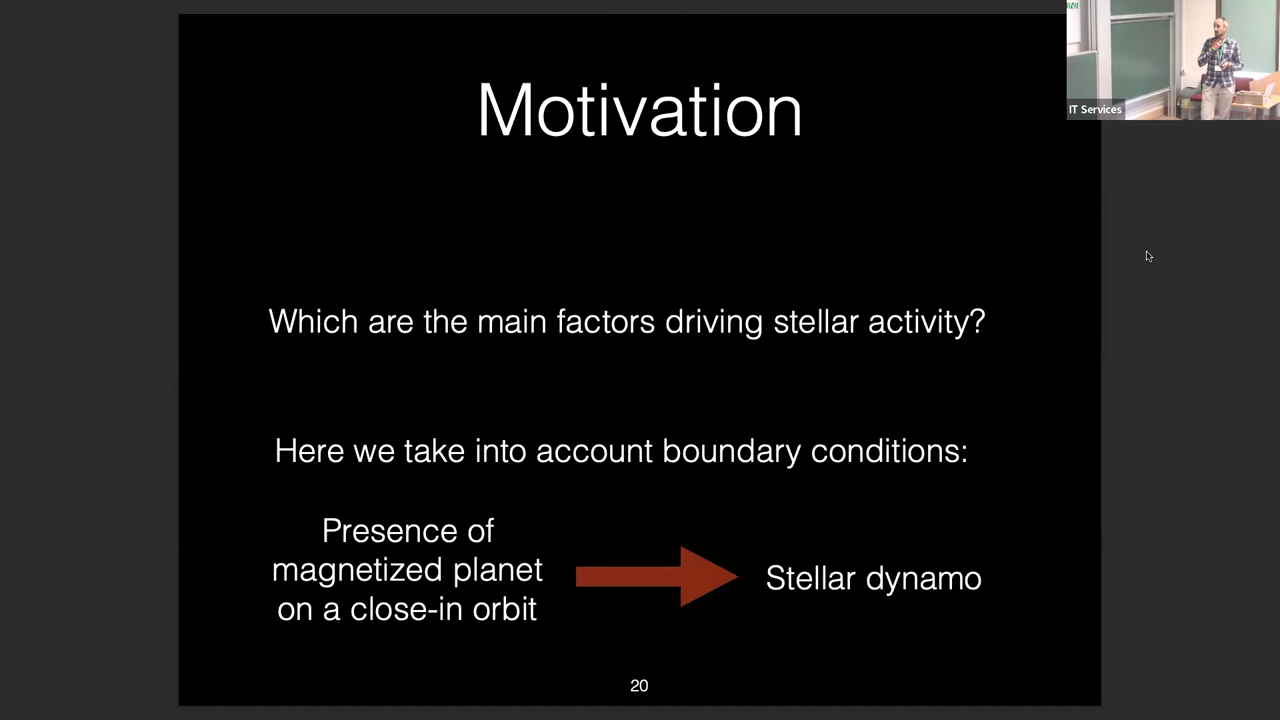 Motivation
IT Services
Which are the main factors driving stellar activity?
Here we take into account boundary conditions:
Presence of
magnetized planet
on a close-in orbit
Stellar dynamo
20